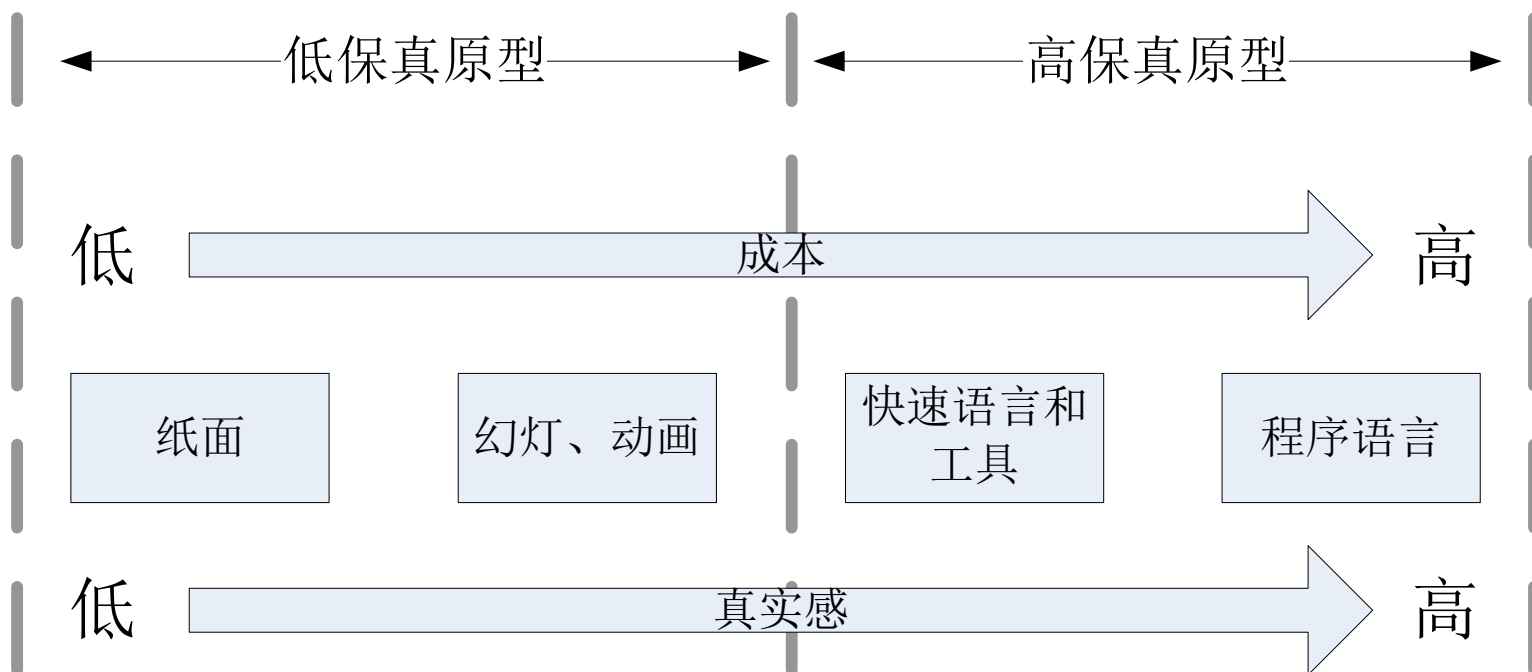 低保真原型
高保真原型
低
成本
高
纸面
幻灯、动画
快速语言和
工具
程序语言
低
真实感
高